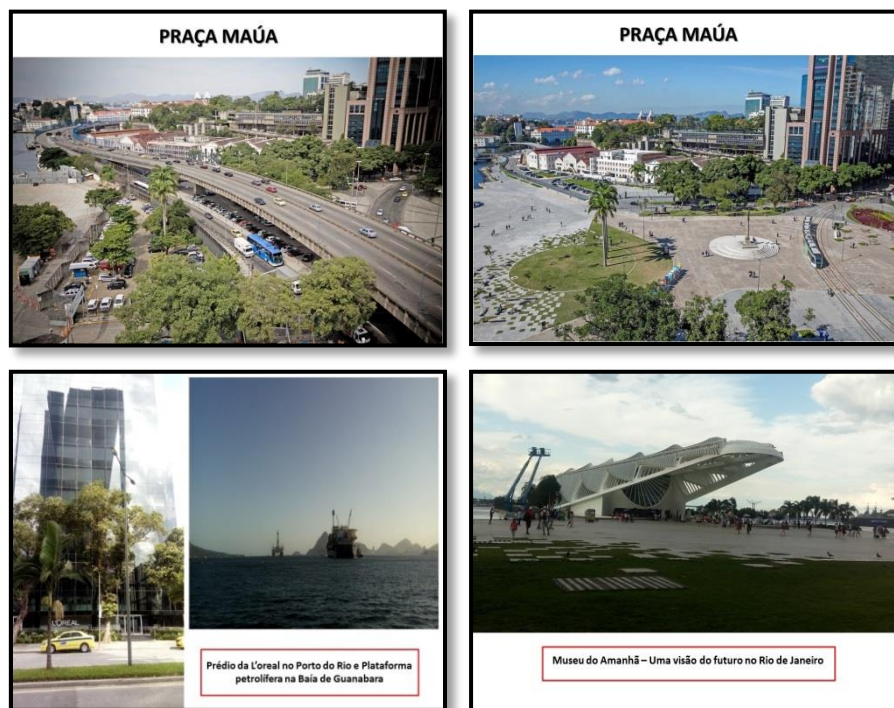 PRAÇA MAÚA
PRAÇA MAÚA
L'ORÉAL
Prédio da L'oreal no Porto do Rio e Plataforma
petrolífera na Baía de Guanabara
Museu do Amanhã – Uma visão do futuro no Rio de Janeiro